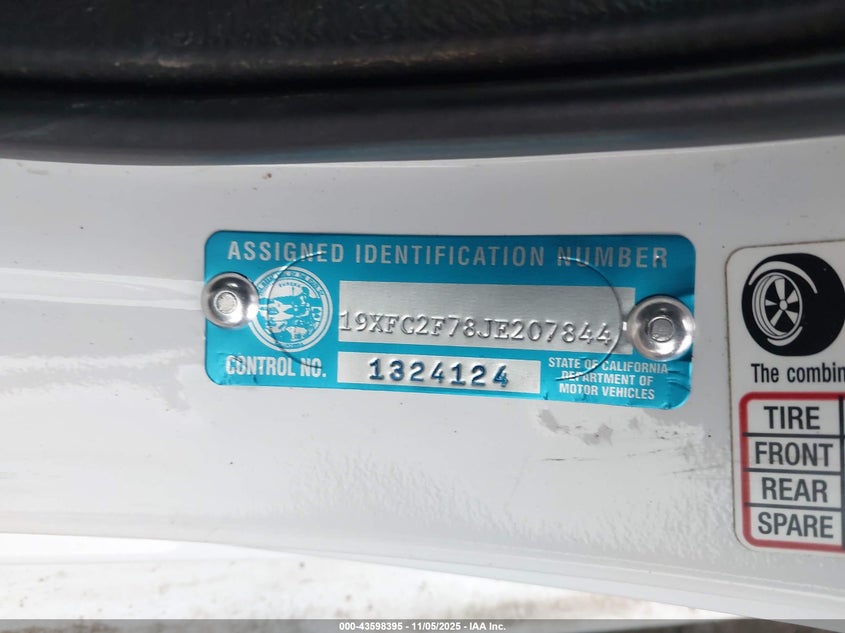 ASSIGNED IDENTIFICATION NUMBER
19XFC2F78JE207844
CONTROL NO. 1324124
STATE OF CALIFORNIA
DEPARTMENT OF
MOTOR VEHICLES
The combin
TIRE
FRONT
REAR
SPARE
000-43598395 - 11/05/2025 - IAA Inc.